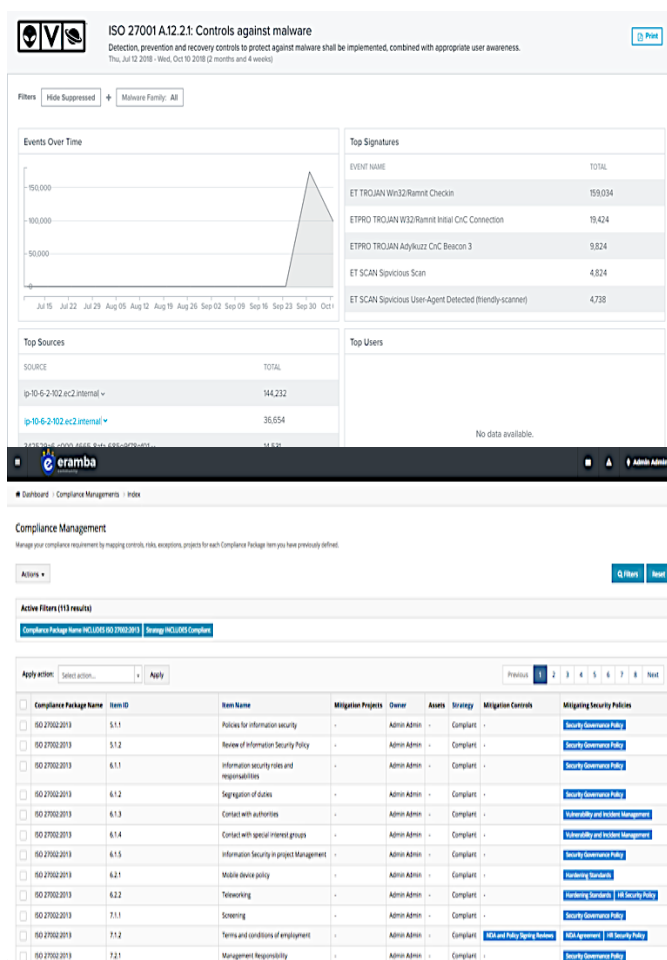 AV
ISO 27001 A.12.2.1: Controls against malware
Detection, prevention and recovery controls to protect against malware shall be implemented, combined with appropriate user awareness.
Thu, Jul 12 2018 - Wed, Oct 10 2018 (2 months and 4 weeks)
Print
Filters Hide Suppressed + Malware Family: All
Events Over Time
150,000
100,000
50,000
0
Jul 15 Jul 22 Jul 29 Aug 05 Aug 12 Aug 19 Aug 26 Sep 02 Sep 09 Sep 16 Sep 23 Sep 30 Oct
Top Signatures
EVENT NAME TOTAL
ET TROJAN Win32/Ramnit Checkin 159,034
ETPRO TROJAN W32/Ramnit Initial CnC Connection 19,424
ETPRO TROJAN Adylkuzz CnC Beacon 3 9,824
ET SCAN Sipvicious Scan 4,824
ET SCAN Sipvicious User-Agent Detected (friendly-scanner) 4,738
Top Sources
SOURCE TOTAL
ip-10-6-2-102.ec2.internal 144,232
ip-10-6-2-102.ec2.internal 36,654
Top Users
No data available.
eramba
Admin Admin
Dashboard > Compliance Managements > Index
Compliance Management
Manage your compliance requirement by mapping controls, risks, exceptions, projects for each Compliance Package item you have previously defined.
Actions
Filters Reset
Active Filters (113 results)
Compliance Package Name INCLUDES ISO 27002:2013 Strategy INCLUDES Compliant
Apply action: Select action... Apply
Previous 1 2 3 4 5 6 7 8 Next
Compliance Package Name Item ID Item Name Mitigation Projects Owner Assets Strategy Mitigation Controls Mitigating Security Policies
ISO 27002:2013 5.1.1 Policies for information security - Admin Admin - Compliant - Security Governance Policy
ISO 27002:2013 5.1.2 Review of Information Security Policy - Admin Admin - Compliant - Security Governance Policy
ISO 27002:2013 6.1.1 Information security roles and - Admin Admin - Compliant - Security Governance Policy
responsabilities
ISO 27002:2013 6.1.2 Segregation of duties - Admin Admin - Compliant - Security Governance Policy
ISO 27002:2013 6.1.3 Contact with authorities - Admin Admin - Compliant - Vulnerability and Incident Management
ISO 27002:2013 6.1.4 Contact with special interest groups - Admin Admin - Compliant - Vulnerability and Incident Management
ISO 27002:2013 6.1.5 Information Security in project Management - Admin Admin - Compliant - Security Governance Policy
ISO 27002:2013 6.2.1 Mobile device policy - Admin Admin - Compliant - Hardening Standards
ISO 27002:2013 6.2.2 Teleworking - Admin Admin - Compliant - Hardening Standards HR Security Policy
ISO 27002:2013 7.1.1 Screening - Admin Admin - Compliant - Security Governance Policy
ISO 27002:2013 7.1.2 Terms and conditions of employment - Admin Admin - Compliant NDA and Policy Signing Reviews NDA Agreement HR Security Policy
ISO 27002:2013 7.2.1 Management Responsibility - Admin Admin - Compliant - Security Governance Policy